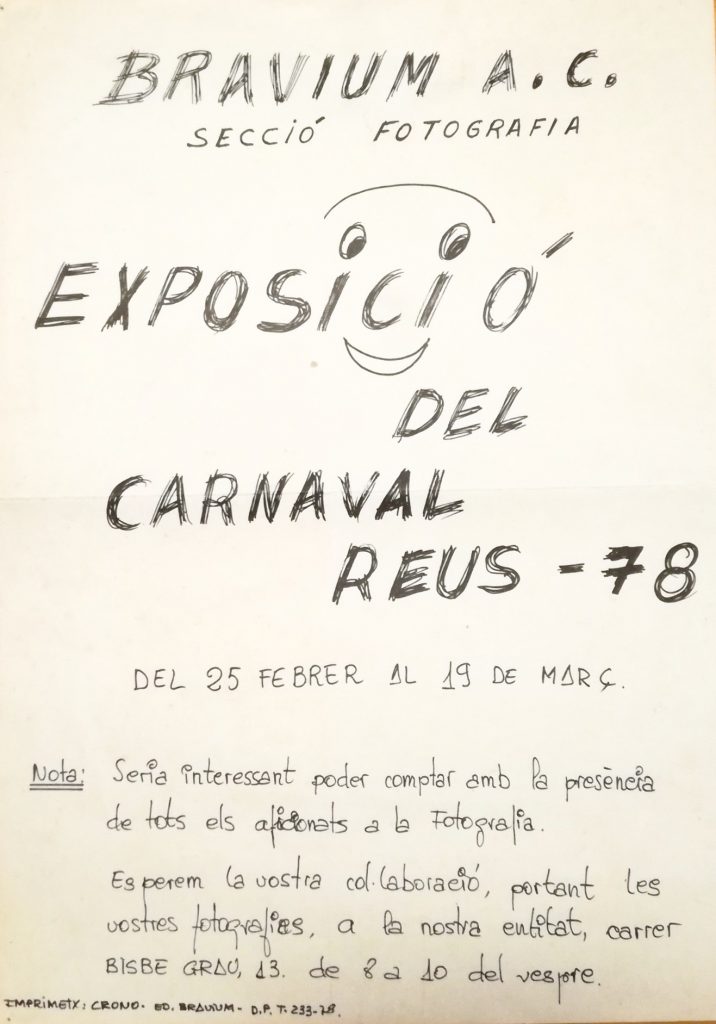 BRAVIUM A.C.
SECCIÓ FOTOGRAFIA
EXPOSICIÓ
DEL
CARNAVAL
REUS - 78
DEL 25 FEBRER AL 19 DE MARÇ.
Nota: Seria interessant poder comptar amb la presència
de tots els aficionats a la Fotografia.
Esperem la vostra col·laboració, portant les
vostres fotografies, a la nostra entitat, carrer
BISBE GRAU, 13. de 8 a 10 del vespre.
IMPRIMETX: CRONO- ED. BRAVIUM- D.P. T. 233-78.